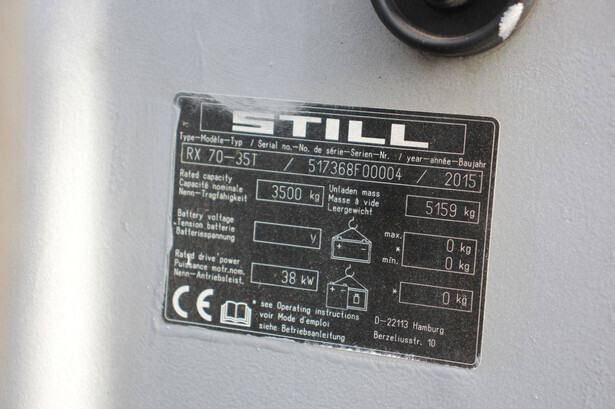 STILL
Type-Modèle-Typ / Serial no.-No. de série-Serien-Nr. / year-année-Baujahr
RX 70-35T / 517368F00004 / 2015
Rated capacity
Capacité nominale
Nenn-Tragfähigkeit
3500 kg
Unladen mass
Masse à vide
Leergewicht
5159 kg
Battery voltage
Tension batterie
Batteriespannung
V
max. 0 kg
*
min. 0 kg
Rated drive power
Puissance motr.nom.
Nenn-Antriebsleist.
38 kW
* 0 kg
CE
* see Operating instructions
voir Mode d'emploi
siehe Betriebsanleitung
D-22113 Hamburg
Berzeliusstr. 10